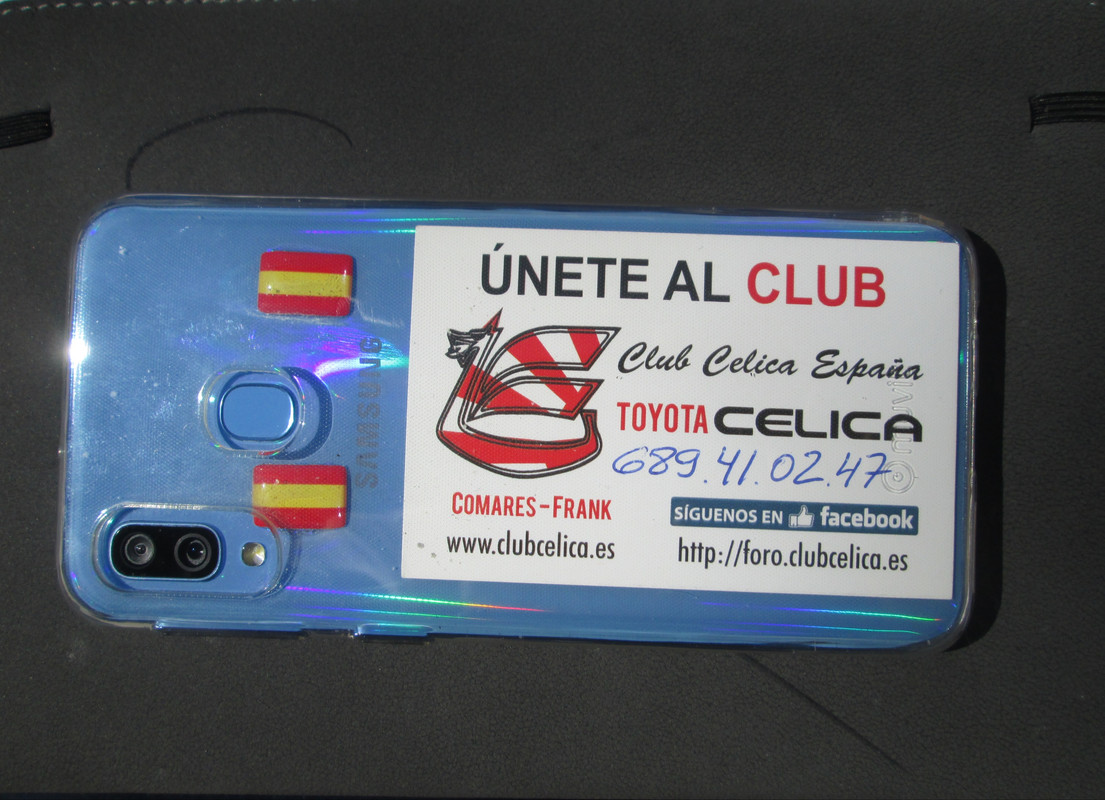 SAMSUNG
ÚNETE AL CLUB
Club Celica España
TOYOTA CELICA
689.41.02.47
COMARES-FRANK
SÍGUENOS EN facebook
www.clubcelica.es
http://foro.clubcelica.es
muvit